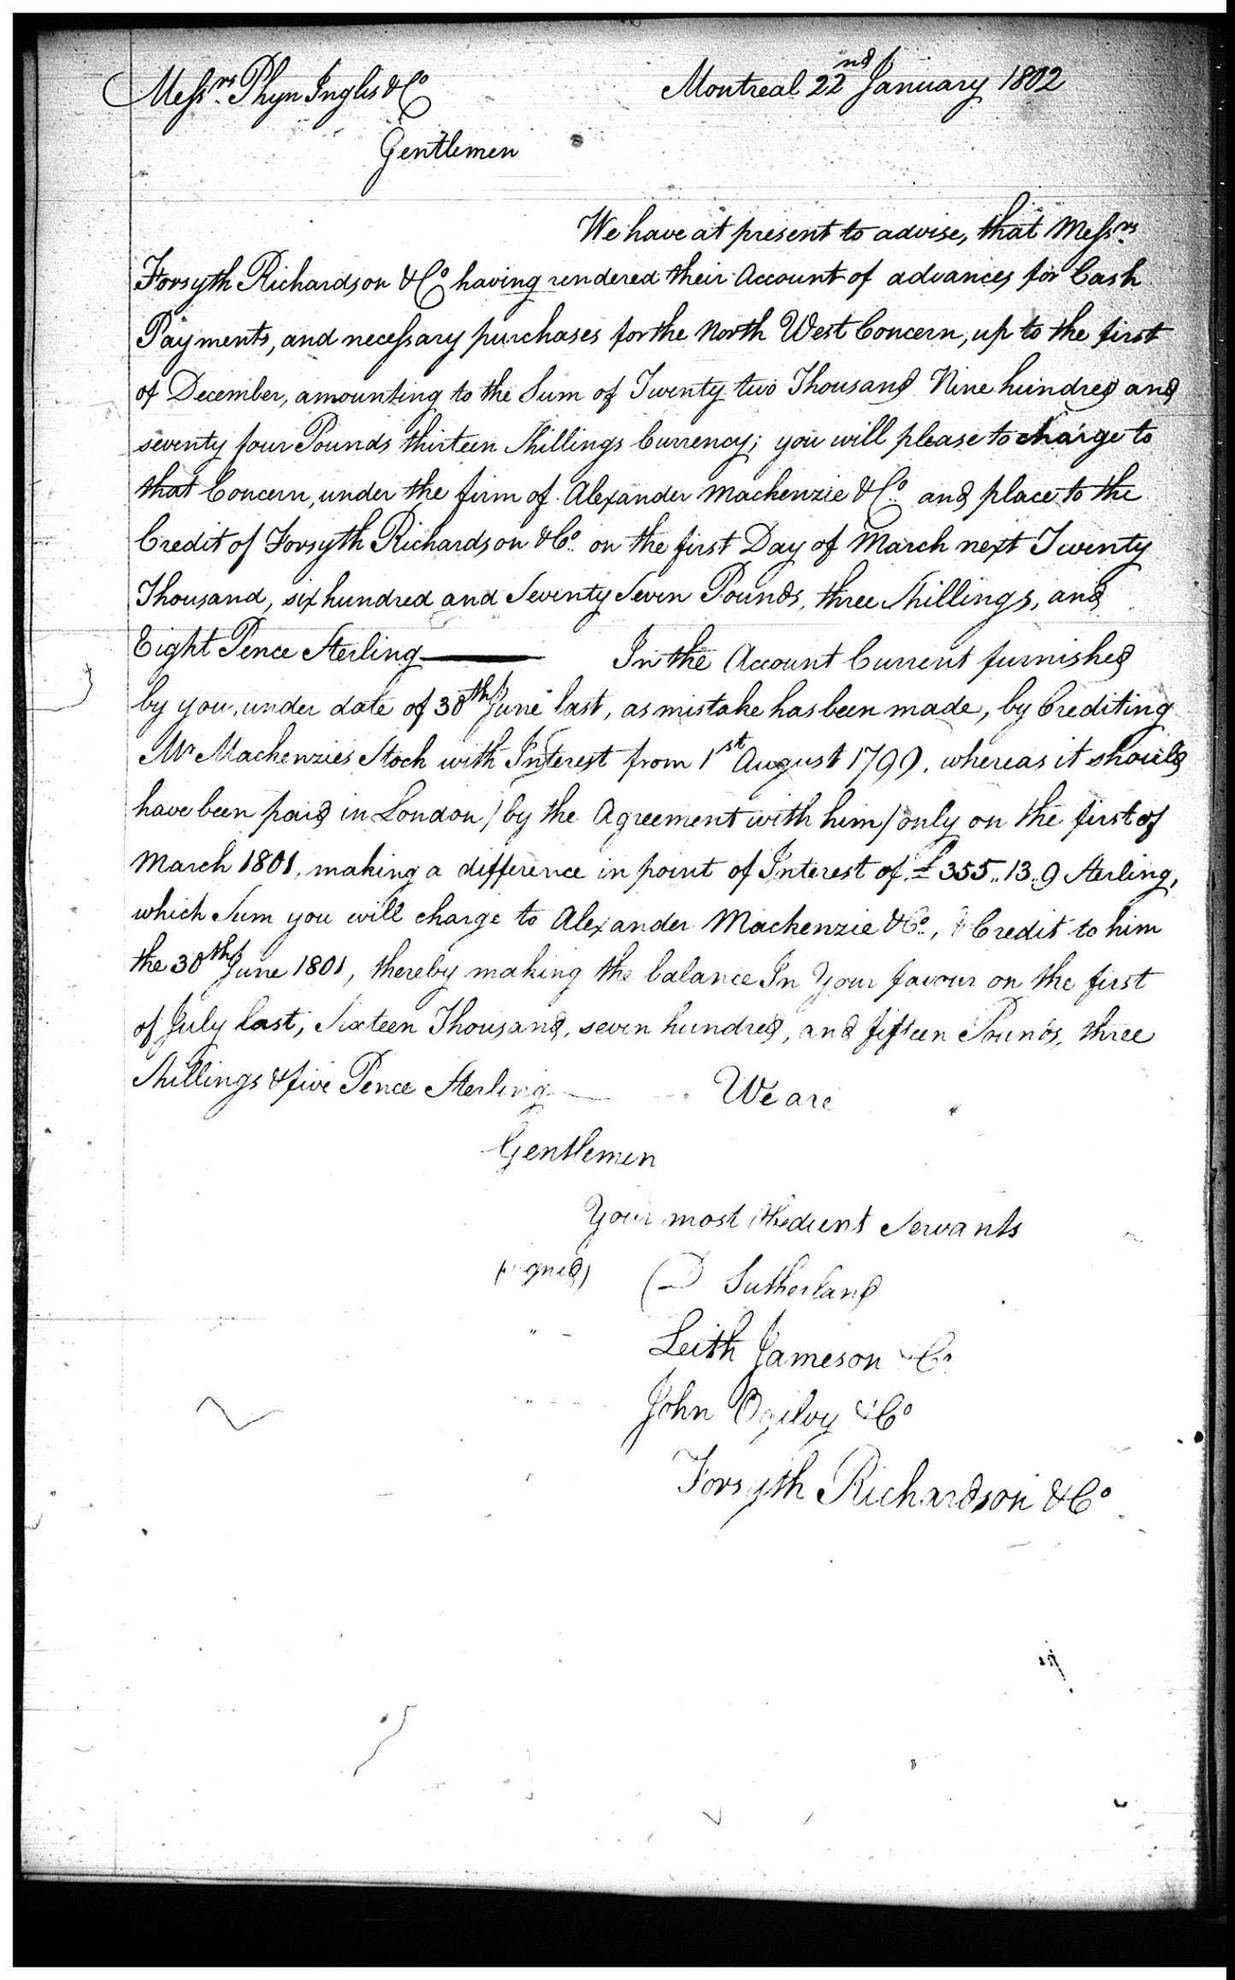 Messrs. Phyn Inglis & Co
Montreal 22nd January 1802
Gentlemen
We have at present to advise, that Messrs.
Forsyth Richardson & Co having rendered their Account of advances for Cash
Payments, and necessary purchases for the North West Concern, up to the first
of December, amounting to the Sum of Twenty two Thousand Nine hundred and
seventy four Pounds thirteen Shillings Currency; you will please to charge to
that Concern, under the firm of Alexander Mackenzie & Co. and place to the
Credit of Forsyth Richardson & Co. on the first Day of March next Twenty
Thousand, six hundred and Seventy Seven Pounds, three Shillings, and
Eight Pence Sterling In the Account Current furnished
by you, under date of 30th June last, as mistake has been made, by Crediting
Mr Mackenzies Stock with Interest from 1st August 1799. whereas it should
have been paid in London / by the Agreement with him / only on the first of
March 1801, making a difference in point of Interest of £355..13..9 Sterling,
which Sum you will charge to Alexander Mackenzie & Co., & Credit to him
the 30th June 1801, thereby making the balance In Your favour on the first
of July last, Sixteen Thousand, seven hundred, and fifteen Pounds, three
Shillings & five Pence Sterling We are
Gentlemen
Your most Obedient Servants
(signed) D Sutherland
" Leith Jameson & Co
" John Ogilvy & Co
" Forsyth Richardson & Co